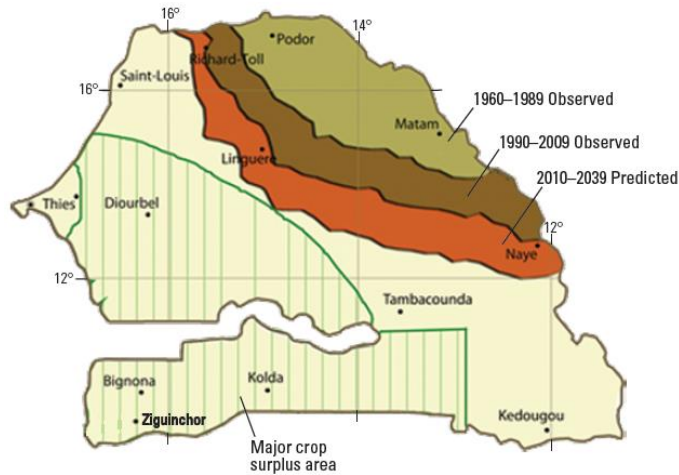 16°
14°
Podor
Richard-Toll
Saint-Louis
16°
1960–1989 Observed
Matam
1990–2009 Observed
Linguere
2010–2039 Predicted
Thies
Diourbel
12°
Naye
12°
Tambacounda
Bignona
Kolda
Ziguinchor
Kedougou
Major crop
surplus area